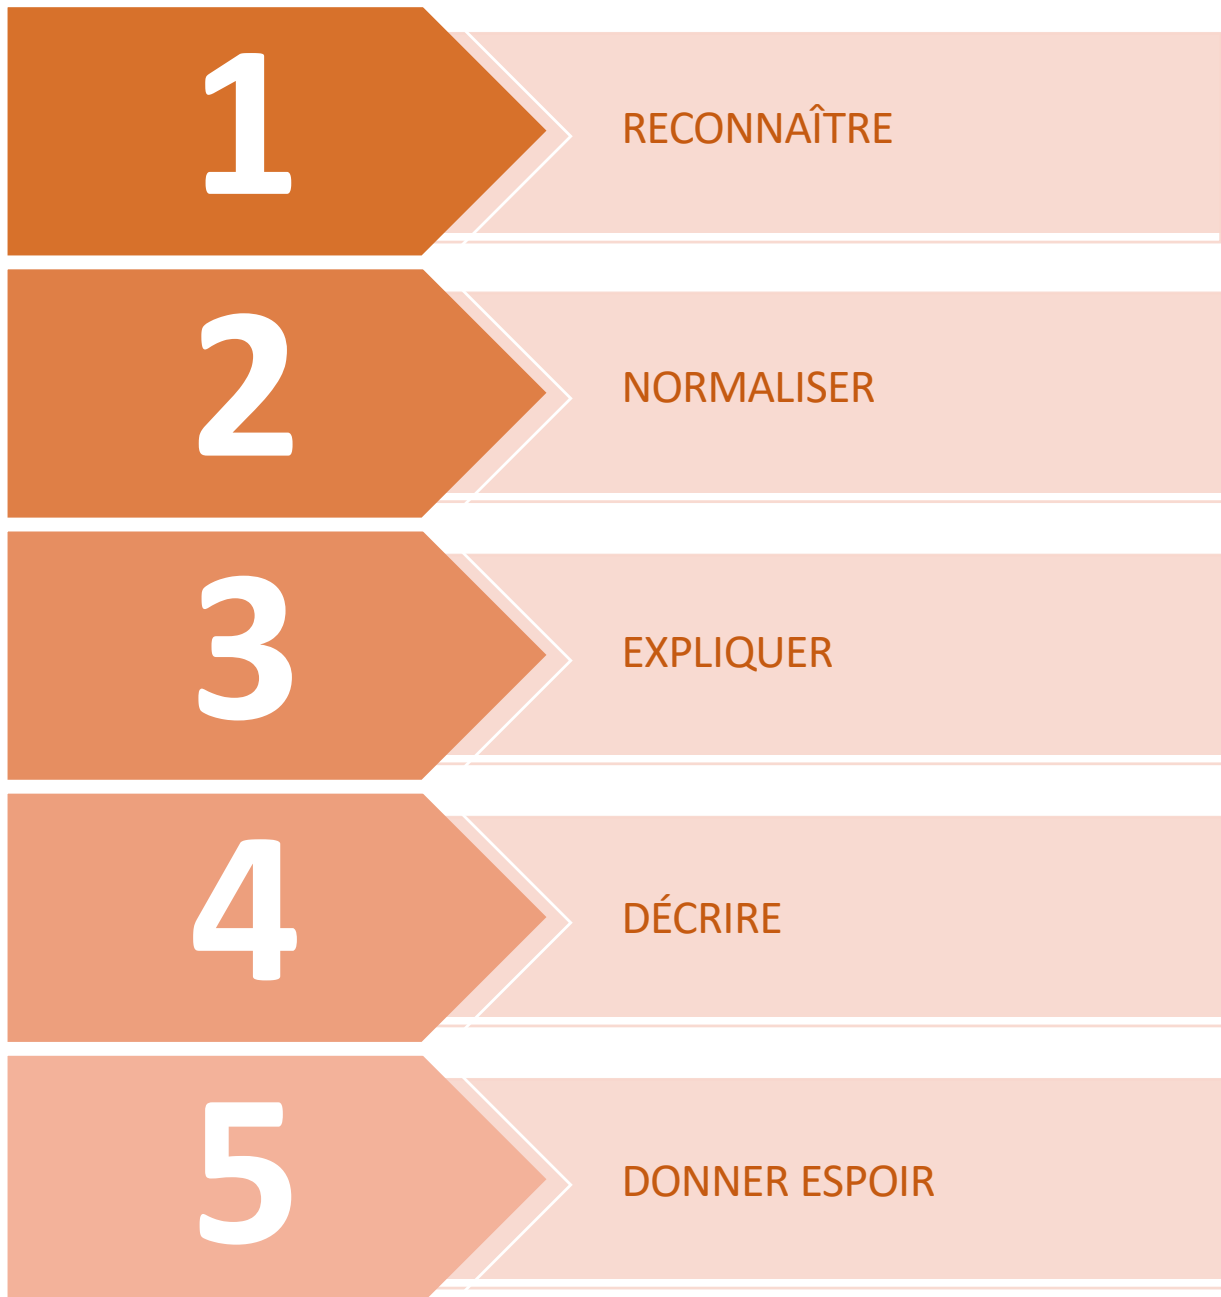 1
RECONNAÎTRE
2
NORMALISER
3
EXPLIQUER
4
DÉCRIRE
5
DONNER ESPOIR